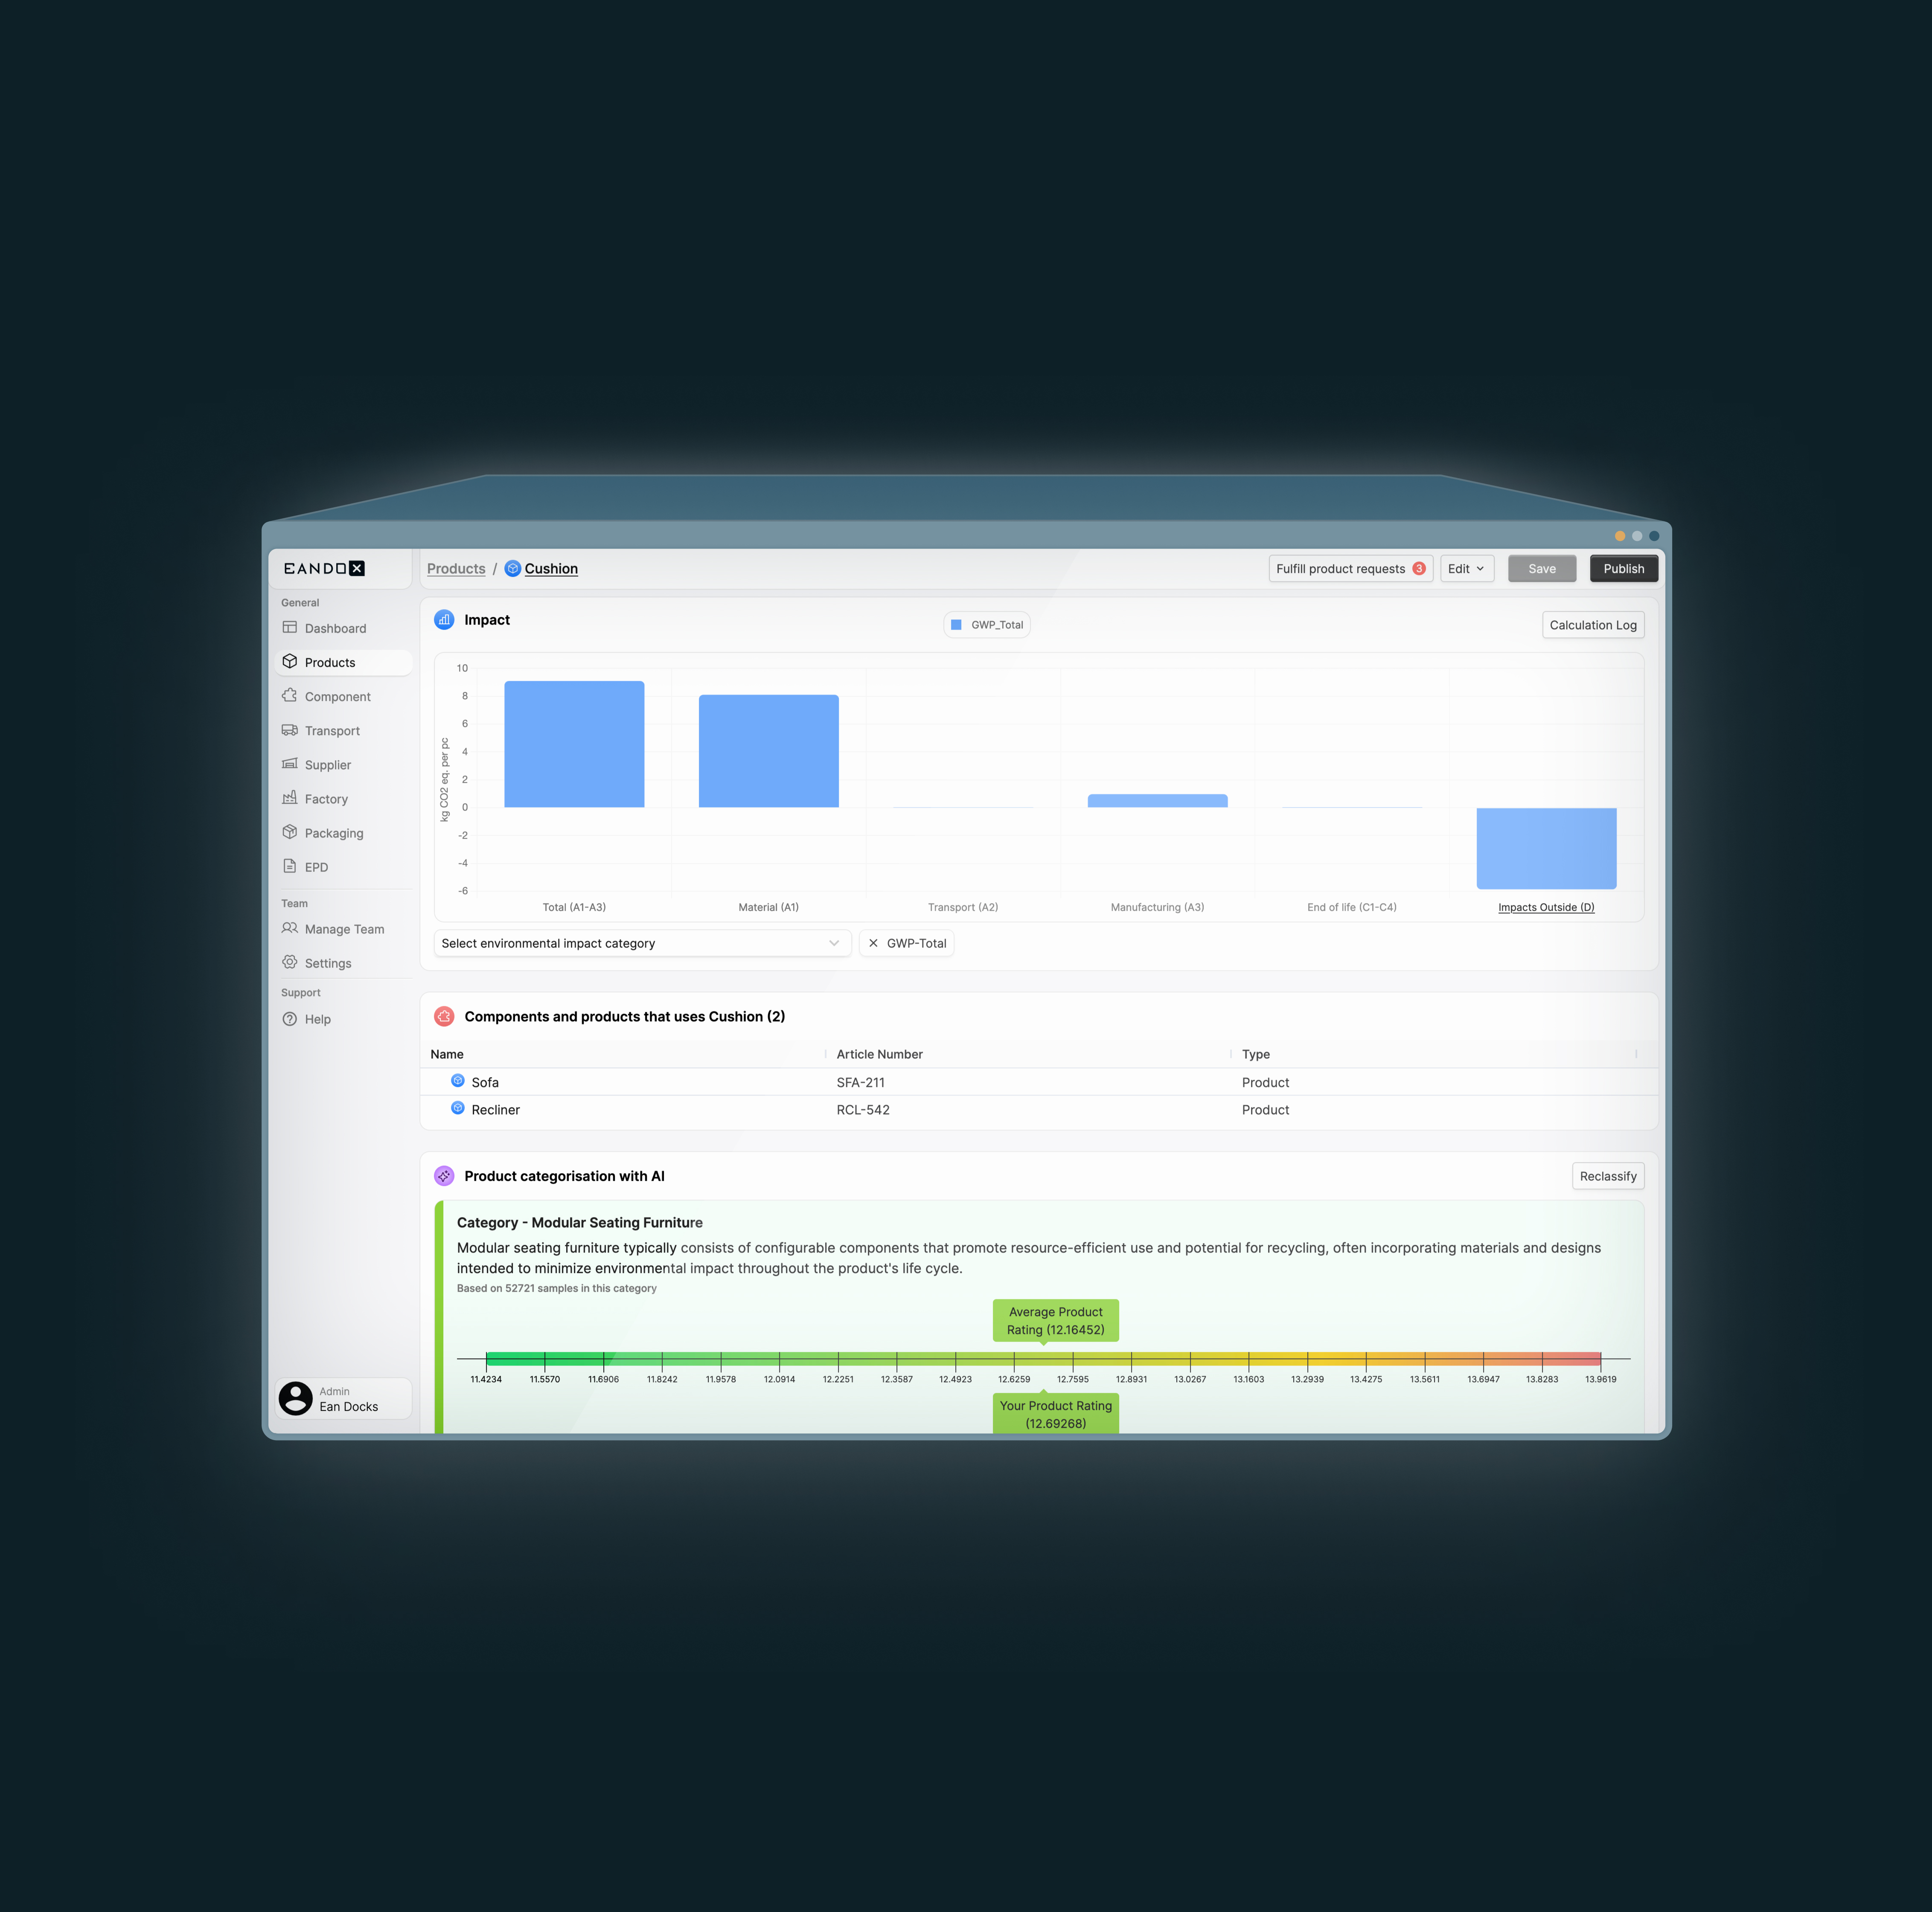 EANDOX
Products / Cushion
Fulfill product requests 3
Edit
Save
Publish
General
Dashboard
Products
Component
Transport
Supplier
Factory
Packaging
EPD
Team
Manage Team
Settings
Support
Help
Admin
Ean Docks
Impact
GWP_Total
Calculation Log
kg CO2 eq. per pc
10
8
6
4
2
0
-2
-4
-6
Total (A1-A3)
Material (A1)
Transport (A2)
Manufacturing (A3)
End of life (C1-C4)
Impacts Outside (D)
Select environmental impact category
GWP-Total
Components and products that uses Cushion (2)
Name Article Number Type
Sofa SFA-211 Product
Recliner RCL-542 Product
Product categorisation with AI
Reclassify
Category - Modular Seating Furniture
Modular seating furniture typically consists of configurable components that promote resource-efficient use and potential for recycling, often incorporating materials and designs
intended to minimize environmental impact throughout the product's life cycle.
Based on 52721 samples in this category
Average Product
Rating (12.16452)
11.4234 11.5570 11.6906 11.8242 11.9578 12.0914 12.2251 12.3587 12.4923 12.6259 12.7595 12.8931 13.0267 13.1603 13.2939 13.4275 13.5611 13.6947 13.8283 13.9619
Your Product Rating
(12.69268)